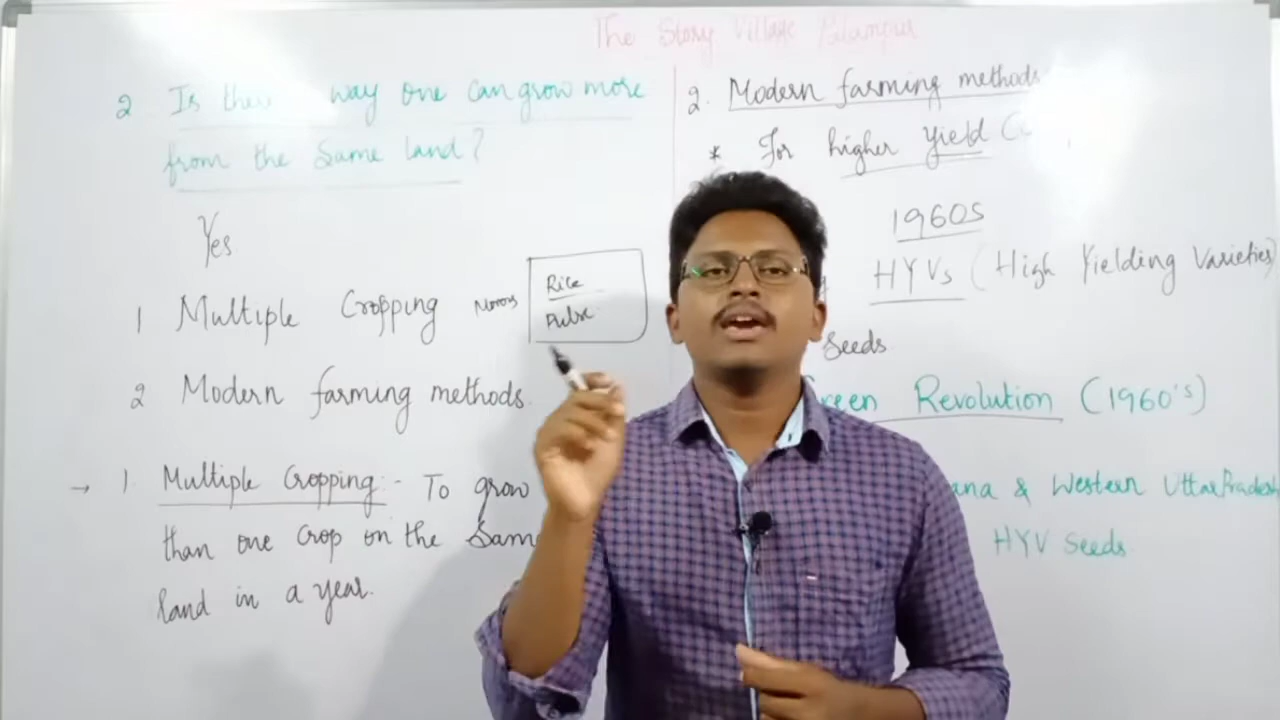 The Story Village Palampur
2 Is ther way one can grow more
from the Same land?
Yes
1 Multiple Cropping
Rice
Pulse
2 Modern farming methods.
→ 1. Multiple Cropping:- To grow
than one Crop on the Same
land in a year.
2. Modern farming methods
* For higher Yield (
1960s
HYVs (High Yielding Varieties)
Seeds
reen Revolution (1960's)
ana & Western Uttar Pradesh
HYV Seeds